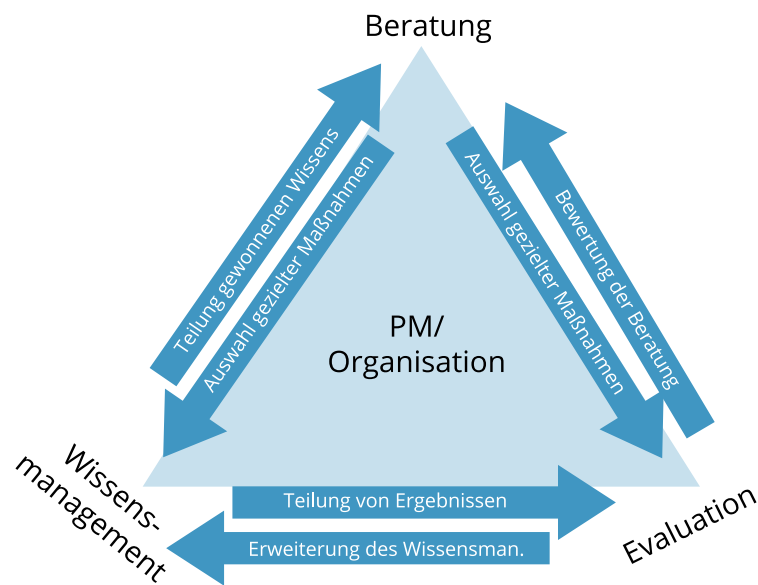 Beratung
Teilung gewonnenen Wissens
Auswahl gezielter Maßnahmen
Auswahl gezielter Maßnahmen
Bewertung der Beratung
PM/
Organisation
Wissens-
management
Teilung von Ergebnissen
Erweiterung des Wissensman.
Evaluation